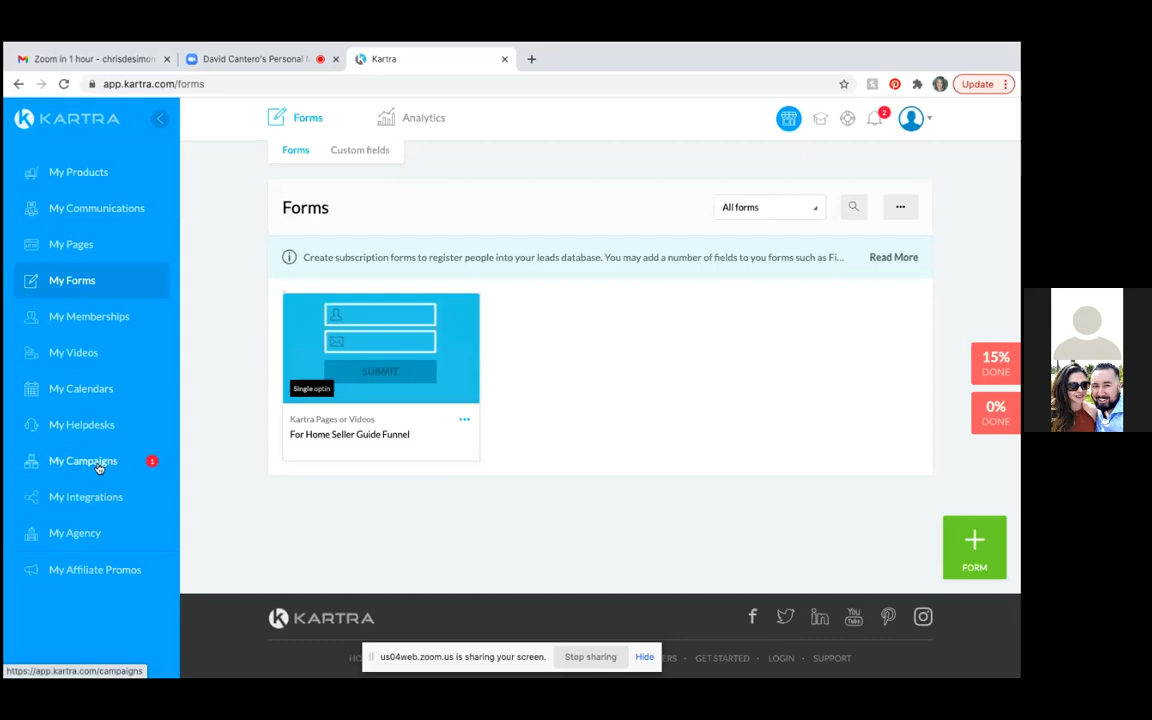 Zoom in 1 hour - chrisdesimon
David Cantero's Personal
Kartra
app.kartra.com/forms
Update
KARTRA
Forms
Analytics
2
Forms
Custom fields
My Products
My Communications
My Pages
My Forms
My Memberships
My Videos
My Calendars
My Helpdesks
My Campaigns
1
My Integrations
My Agency
My Affiliate Promos
Forms
All forms
Create subscription forms to register people into your leads database. You may add a number of fields to you forms such as Fi...
Read More
SUBMIT
Single optin
Kartra Pages or Videos
For Home Seller Guide Funnel
15%
DONE
0%
DONE
FORM
KARTRA
You
Tube
us04web.zoom.us is sharing your screen.
Stop sharing
Hide
GET STARTED
LOGIN
SUPPORT
https://app.kartra.com/campaigns